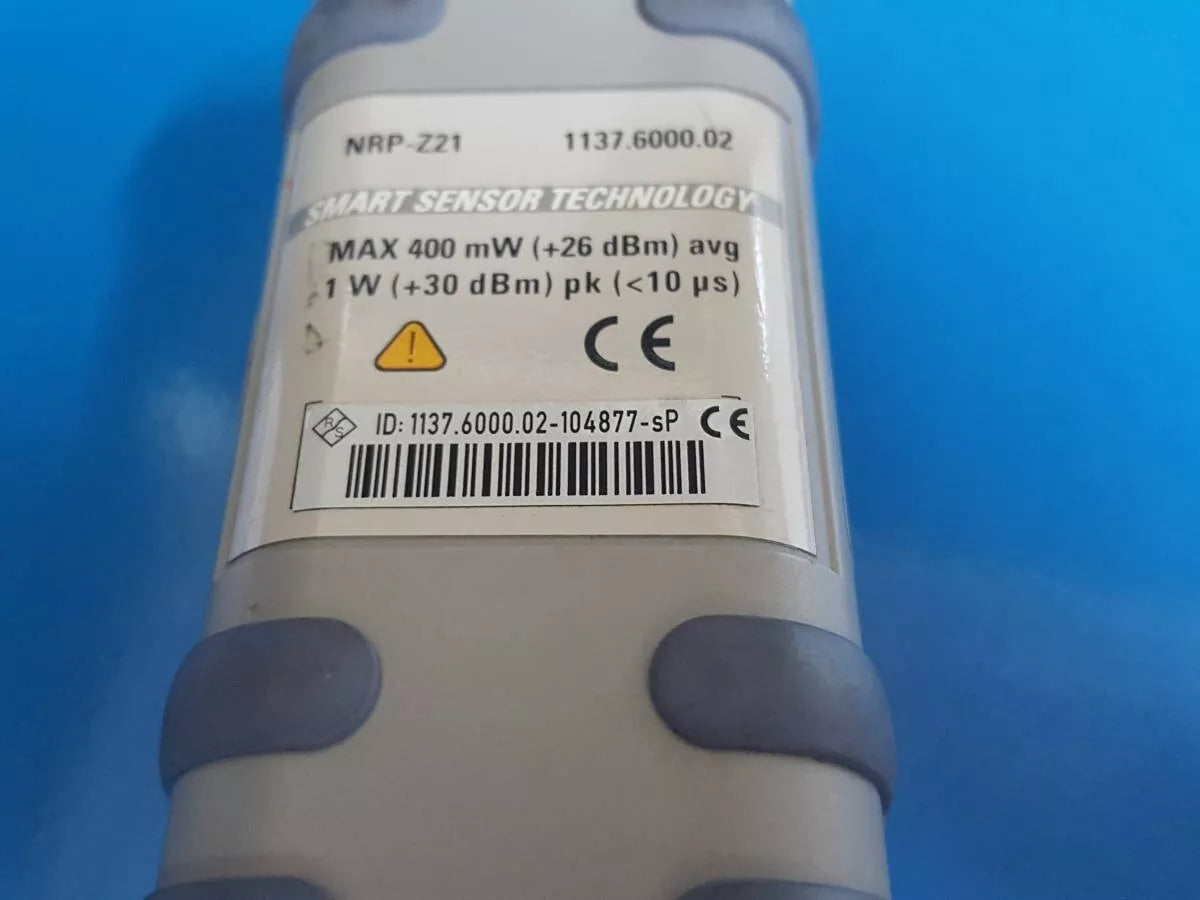 NRP-Z21 1137.6000.02
SMART SENSOR TECHNOLOGY
MAX 400 mW (+26 dBm) avg
1 W (+30 dBm) pk (<10 µs)
! CE
R/S ID: 1137.6000.02-104877-sP CE